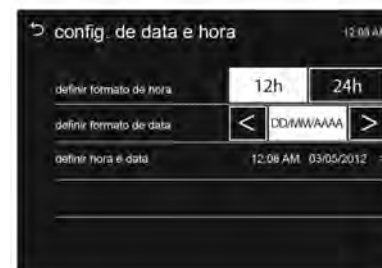 config. de data e hora 12:08 AM
definir formato de hora 12h 24h
definir formato de data < DD/MM/AAAA >
definir hora e data 12:08 AM 03/05/2012 >